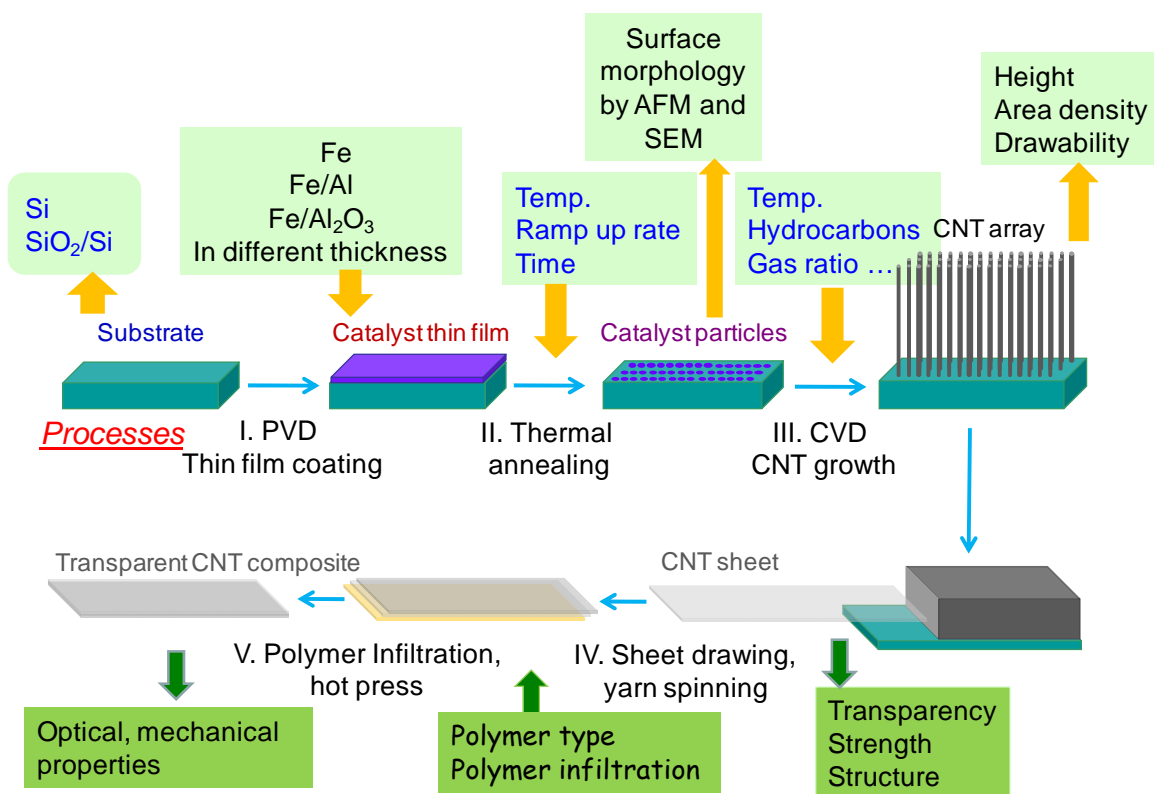 Surface
morphology
by AFM and
SEM
Height
Area density
Drawability
Fe
Fe/Al
Fe/Al₂O₃
In different thickness
Si
SiO₂/Si
Temp.
Ramp up rate
Time
Temp.
Hydrocarbons
Gas ratio …
CNT array
Substrate
Catalyst thin film
Catalyst particles
Processes
I. PVD
Thin film coating
II. Thermal
annealing
III. CVD
CNT growth
Transparent CNT composite
CNT sheet
V. Polymer Infiltration,
hot press
IV. Sheet drawing,
yarn spinning
Optical, mechanical
properties
Polymer type
Polymer infiltration
Transparency
Strength
Structure